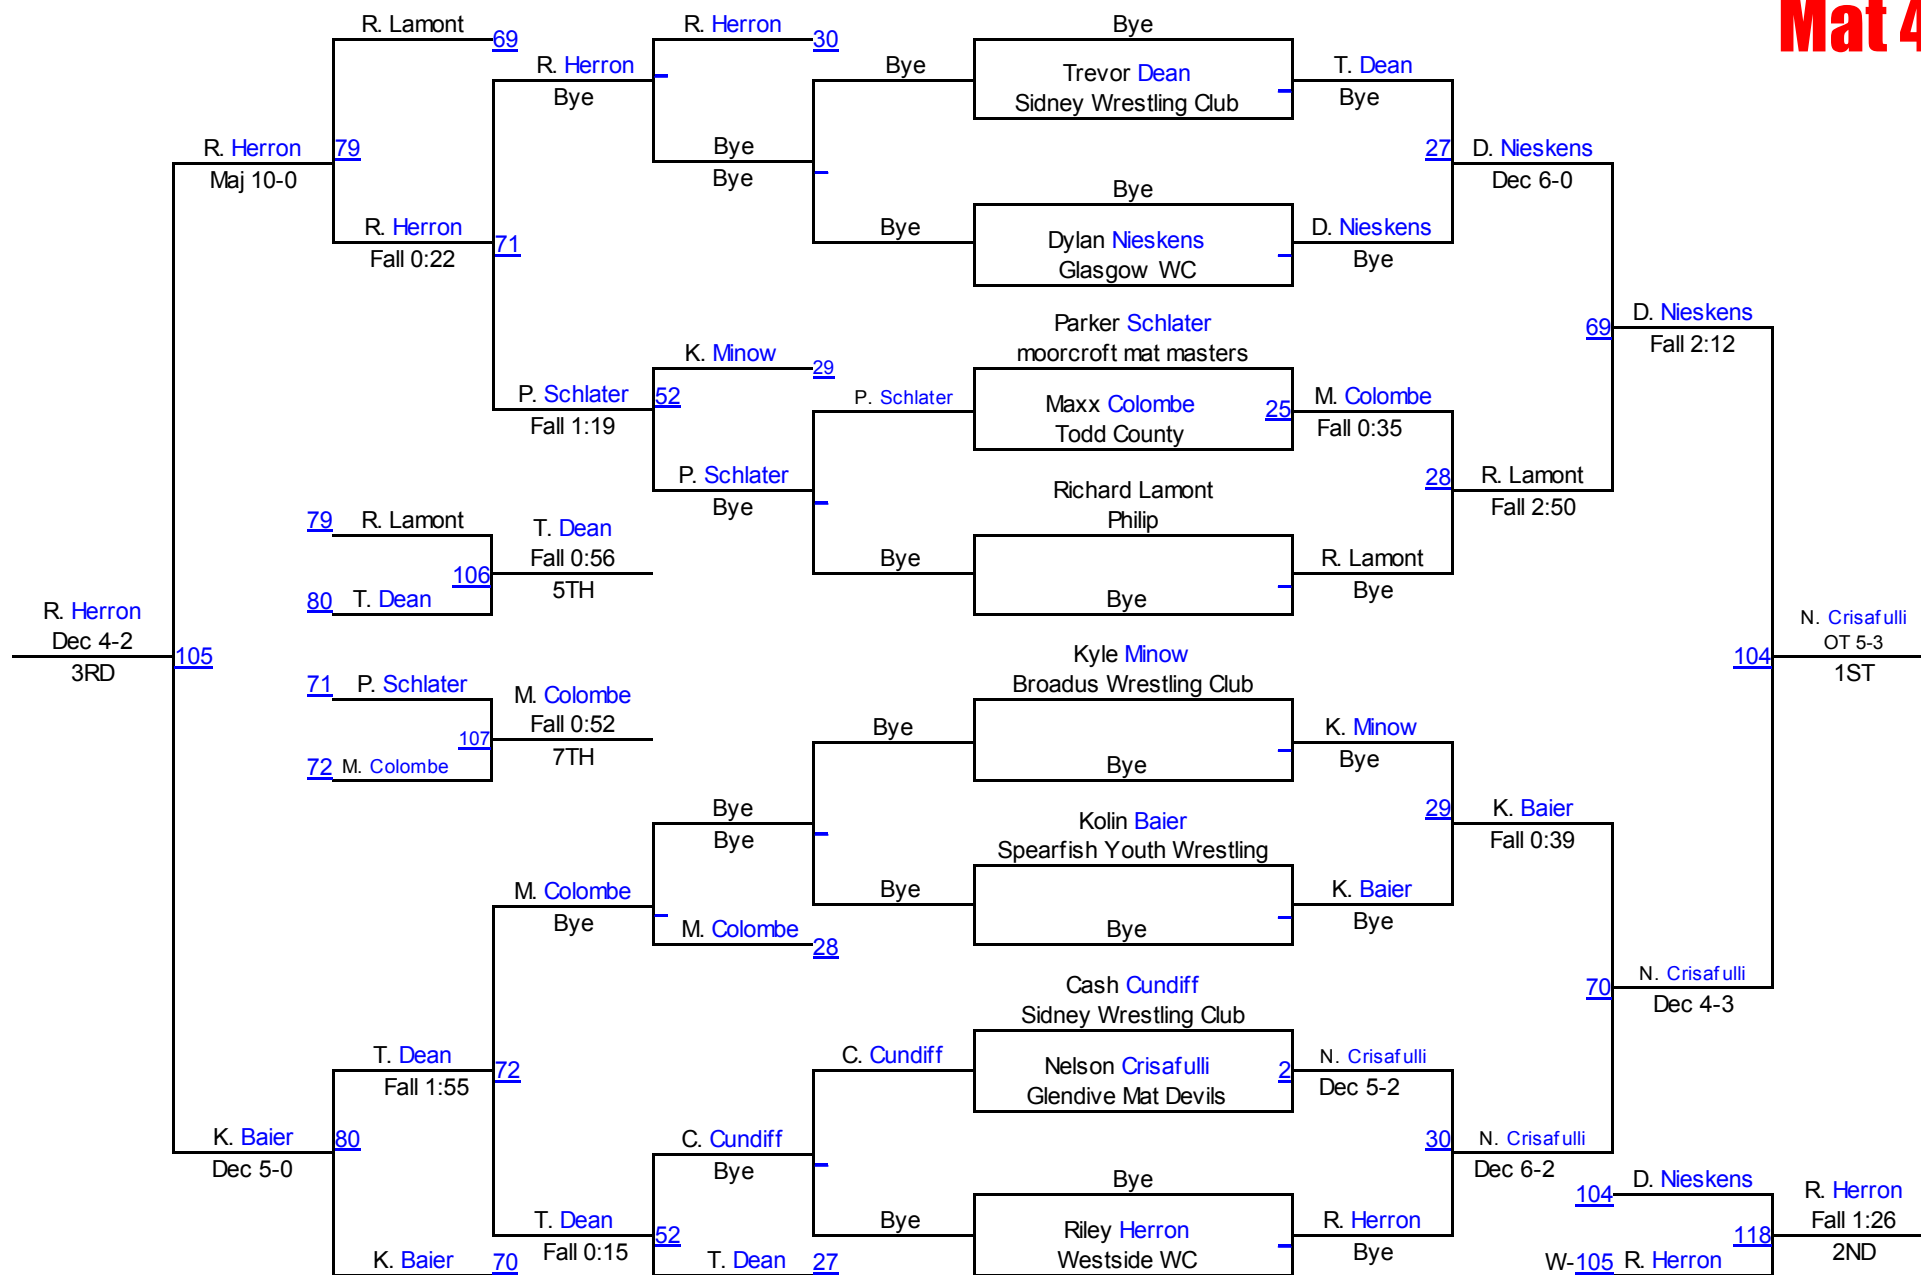 Mat 4
R. Lamont 69
R. Herron 30
Bye
R. Herron
Bye
Bye
Trevor Dean
Sidney Wrestling Club
T. Dean
Bye
R. Herron 79
Maj 10-0
Bye
Bye
27 D. Nieskens
Dec 6-0
Bye
R. Herron 71
Fall 0:22
Bye
Dylan Nieskens
Glasgow WC
D. Nieskens
Bye
Parker Schlater
moorcroft mat masters
69 D. Nieskens
Fall 2:12
K. Minow 29
P. Schlater 52
Fall 1:19
P. Schlater
Maxx Colombe 25
Todd County
M. Colombe
Fall 0:35
P. Schlater
Bye
Richard Lamont
Philip
28 R. Lamont
Fall 2:50
79 R. Lamont
T. Dean
Fall 0:56
5TH
106
80 T. Dean
Bye
Bye
R. Lamont
Bye
R. Herron
Dec 4-2
3RD
105
Kyle Minow
Broadus Wrestling Club
104
N. Crisafulli
OT 5-3
1ST
71 P. Schlater
M. Colombe
Fall 0:52
7TH
107
72 M. Colombe
Bye
Bye
K. Minow
Bye
Bye
Bye
Kolin Baier
Spearfish Youth Wrestling
29 K. Baier
Fall 0:39
M. Colombe
Bye
Bye
Bye
K. Baier
Bye
M. Colombe 28
Cash Cundiff
Sidney Wrestling Club
70 N. Crisafulli
Dec 4-3
T. Dean 72
Fall 1:55
C. Cundiff
Nelson Crisafulli 2
Glendive Mat Devils
N. Crisafulli
Dec 5-2
K. Baier 80
Dec 5-0
C. Cundiff
Bye
30 N. Crisafulli
Dec 6-2
Bye
104 D. Nieskens
R. Herron
Fall 1:26
2ND
T. Dean 52
Fall 0:15
Bye
Riley Herron
Westside WC
R. Herron
Bye
118
K. Baier 70
T. Dean 27
W-105 R. Herron